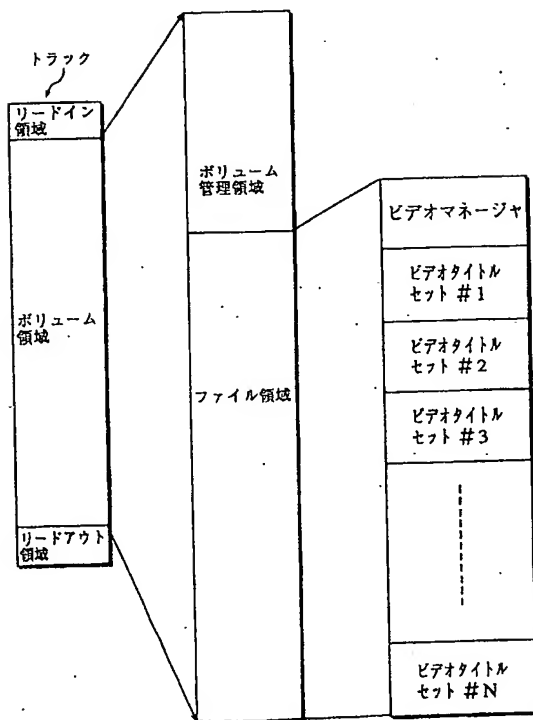 トラック
リードイン
領域
ボリューム
領域
リードアウト
領域
ボリューム
管理領域
ファイル領域
ビデオマネージャ
ビデオタイトル
セット #1
ビデオタイトル
セット #2
ビデオタイトル
セット #3
ビデオタイトル
セット #N